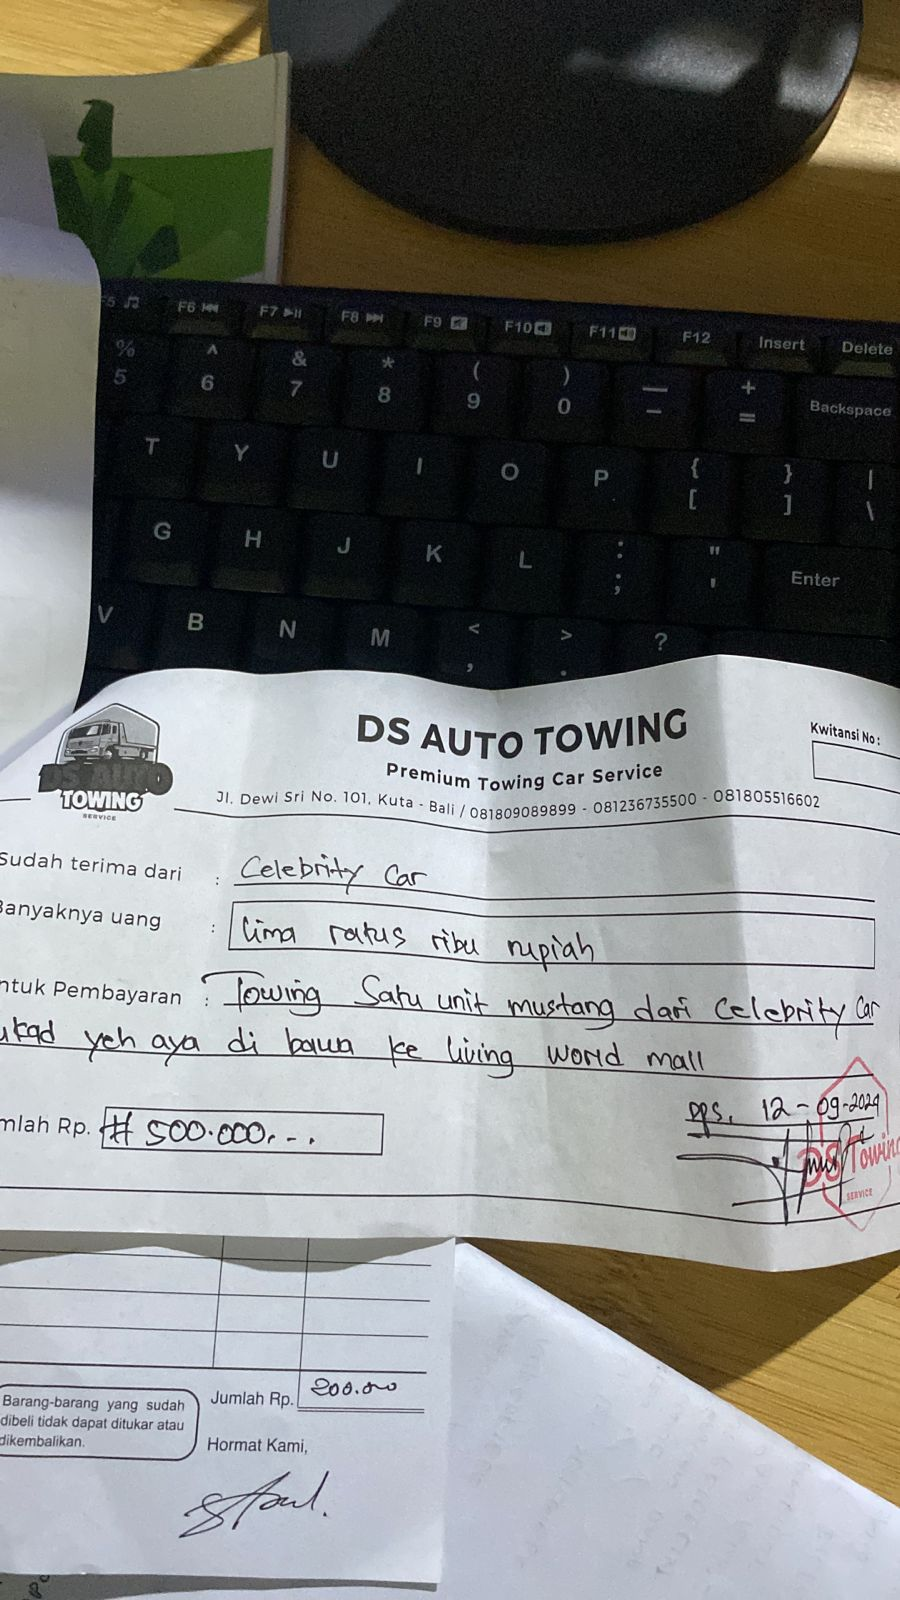 F5
F6
F7
F8
F9
F10
F11
F12
Insert
Delete
%
^
&
*
(
)
—
+
5
6
7
8
9
0
-
=
Backspace
T
Y
U
I
O
P
{
[
}
]
|
\
G
H
J
K
L
:
;
"
'
Enter
V
B
N
M
<
,
>
.
?
DS AUTO TOWING
Premium Towing Car Service
Jl. Dewi Sri No. 101, Kuta - Bali / 081809089899 - 081236735500 - 081805516602
Kwitansi No :
DS AUTO
TOWING
SERVICE
Sudah terima dari : Celebrity Car
Banyaknya uang : lima ratus ribu rupiah
ntuk Pembayaran : Towing Satu unit mustang dari Celebrity Car
ukad yeh aya di bawa ke living world mall
mlah Rp. # 500.000.--.
Dps, 12-09-2024
DS Towing
SERVICE
Jumlah Rp. 200.000
Barang-barang yang sudah
dibeli tidak dapat ditukar atau
dikembalikan.
Hormat Kami,